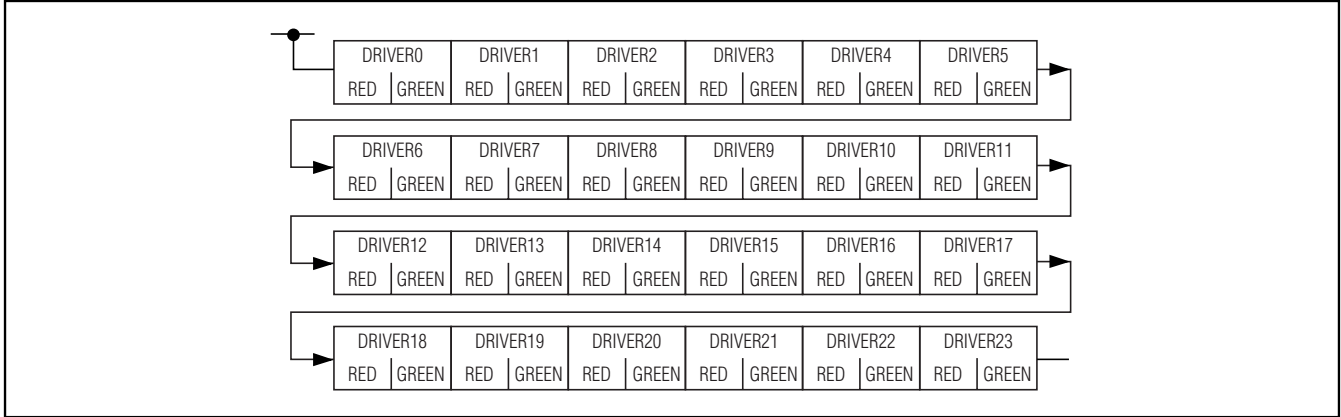 DRIVER0 DRIVER1 DRIVER2 DRIVER3 DRIVER4 DRIVER5
RED GREEN RED GREEN RED GREEN RED GREEN RED GREEN RED GREEN
DRIVER6 DRIVER7 DRIVER8 DRIVER9 DRIVER10 DRIVER11
RED GREEN RED GREEN RED GREEN RED GREEN RED GREEN RED GREEN
DRIVER12 DRIVER13 DRIVER14 DRIVER15 DRIVER16 DRIVER17
RED GREEN RED GREEN RED GREEN RED GREEN RED GREEN RED GREEN
DRIVER18 DRIVER19 DRIVER20 DRIVER21 DRIVER22 DRIVER23
RED GREEN RED GREEN RED GREEN RED GREEN RED GREEN RED GREEN